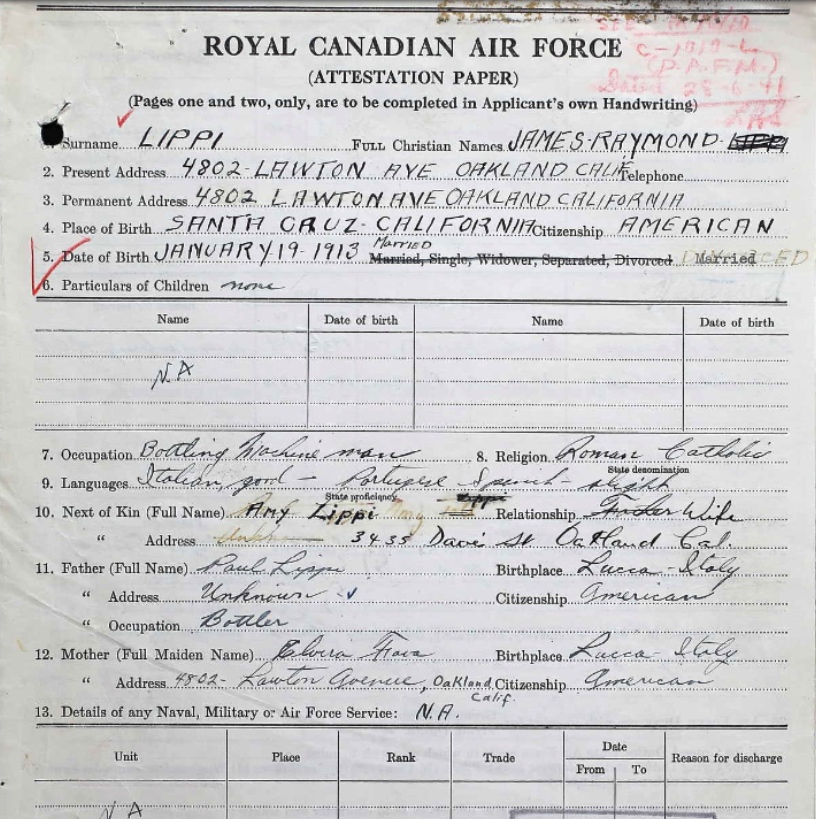 ROYAL CANADIAN AIR FORCE
(ATTESTATION PAPER)
C-1010-L
(Pages one and two, only, are to be completed in Applicant's own Handwriting)
Dated 28-6-41
Surname LIPPI FULL Christian Names JAMES-RAYMOND- LIPPI
2. Present Address 4802-LAWTON AVE OAKLAND CALIF Telephone
3. Permanent Address 4802 LAWTON AVE OAKLAND CALIFORNIA
4. Place of Birth SANTA CRUZ-CALIFORNIA Citizenship AMERICAN
5. Date of Birth JANUARY-19-1913 MARRIED Married, Single, Widower, Separated, Divorced Married
6. Particulars of Children none
Name Date of birth Name Date of birth
N A
7. Occupation Bottling Machine man 8. Religion Roman Catholic
State denomination
9. Languages Italian, good - Portugese Spanish - slight
State proficiency
10. Next of Kin (Full Name) Amy Lippi Relationship Wife
" Address 3435 Davis St Oakland Cal.
11. Father (Full Name) Paul Lippi Birthplace Lucca - Italy
" Address Unknown - Citizenship American
" Occupation Bottler
12. Mother (Full Maiden Name) Elvira Fava Birthplace Lucca - Italy
" Address 4802 - Lawton Avenue, Oakland Calif. Citizenship American
13. Details of any Naval, Military or Air Force Service: N.A.
Unit Place Rank Trade Date From To Reason for discharge
N A